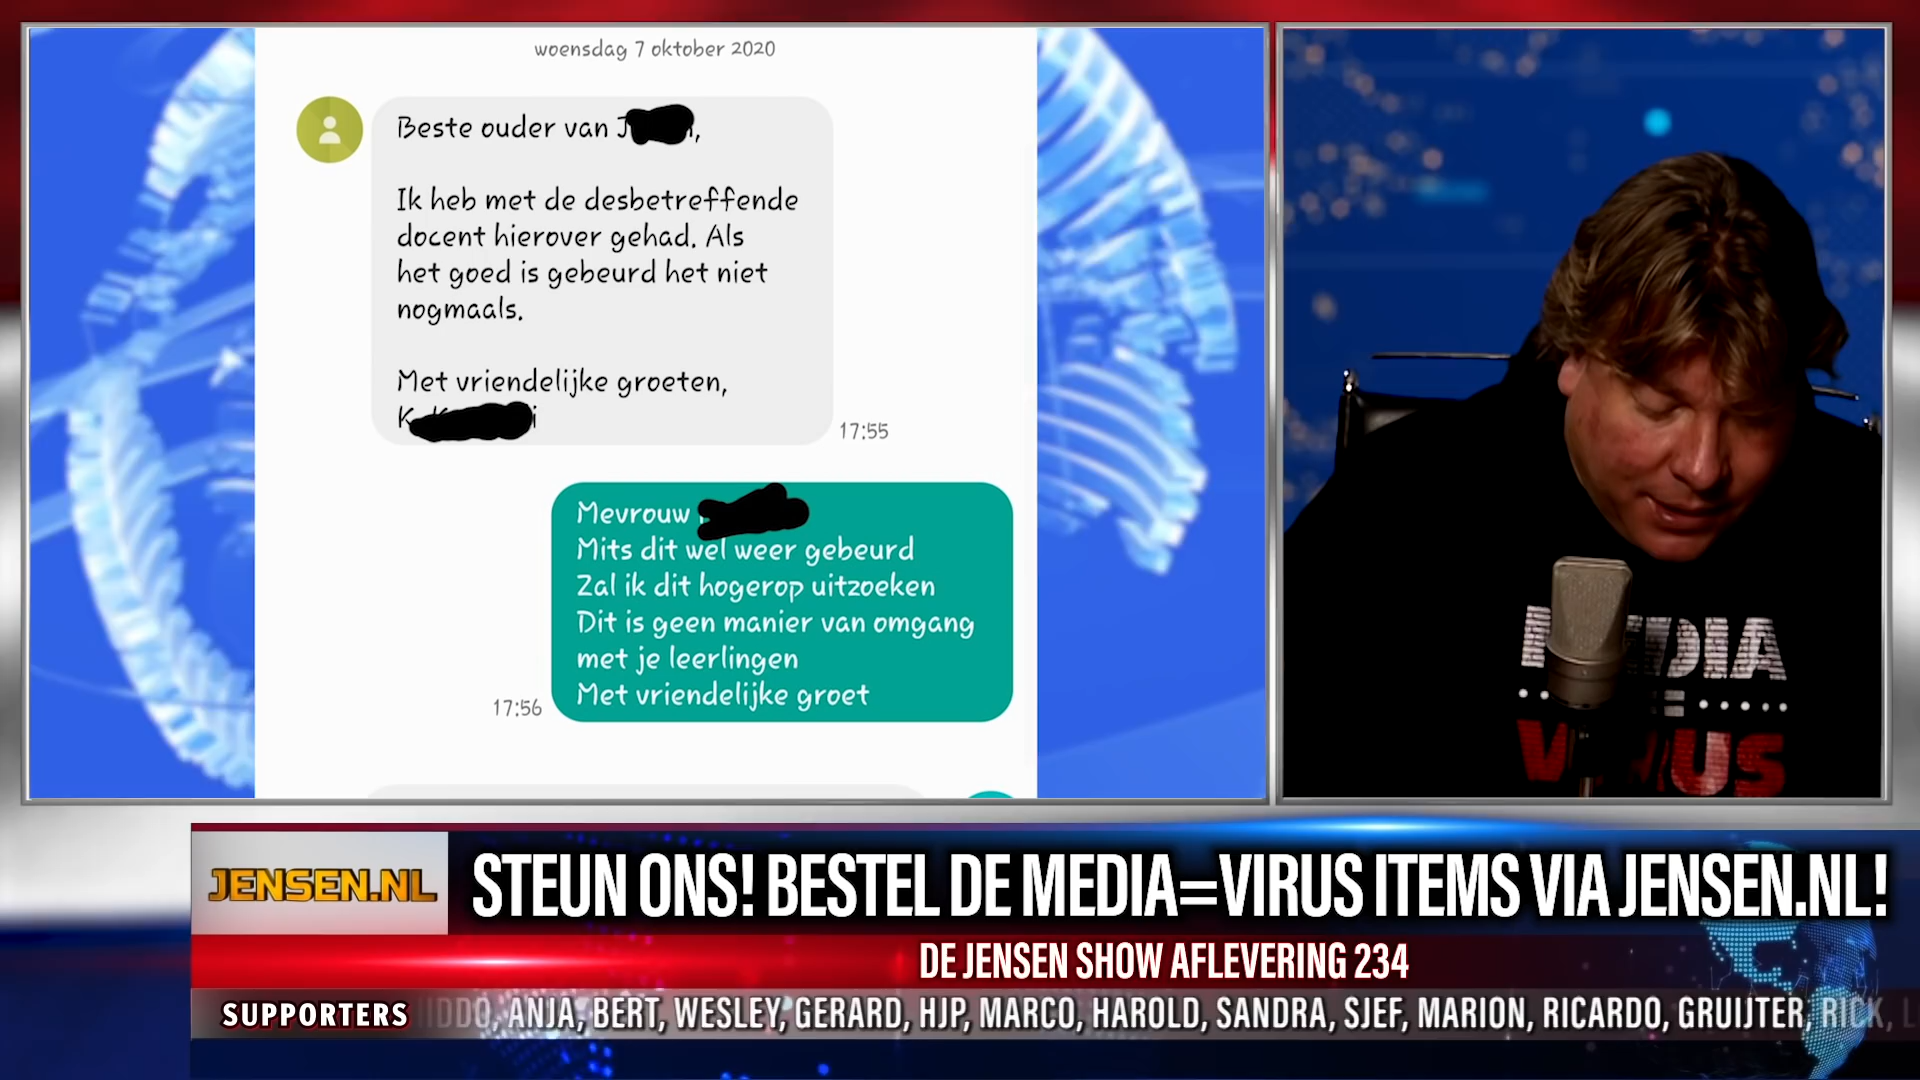 woensdag 7 oktober 2020
Beste ouder van
Ik heb met de desbetreffende
docent hierover gehad. Als
het goed is gebeurd het niet
nogmaals.
Met vriendelijke groeten,
17:55
Mevrouw
Mits dit wel weer gebeurd
Zal ik dit hogerop uitzoeken
Dit is geen manier van omgang
met je leerlingen
Met vriendelijke groet
17:56
VIRUS
JENSEN.NL
STEUN ONS! BESTEL DE MEDIA=VIRUS ITEMS VIA JENSEN.NL!
DE JENSEN SHOW AFLEVERING 234
SUPPORTERS
ANJA, BERT, WESLEY, GERARD, HJP, MARCO, HAROLD, SANDRA, SJEF, MARION, RICARDO, GRUIJTER, RICK,